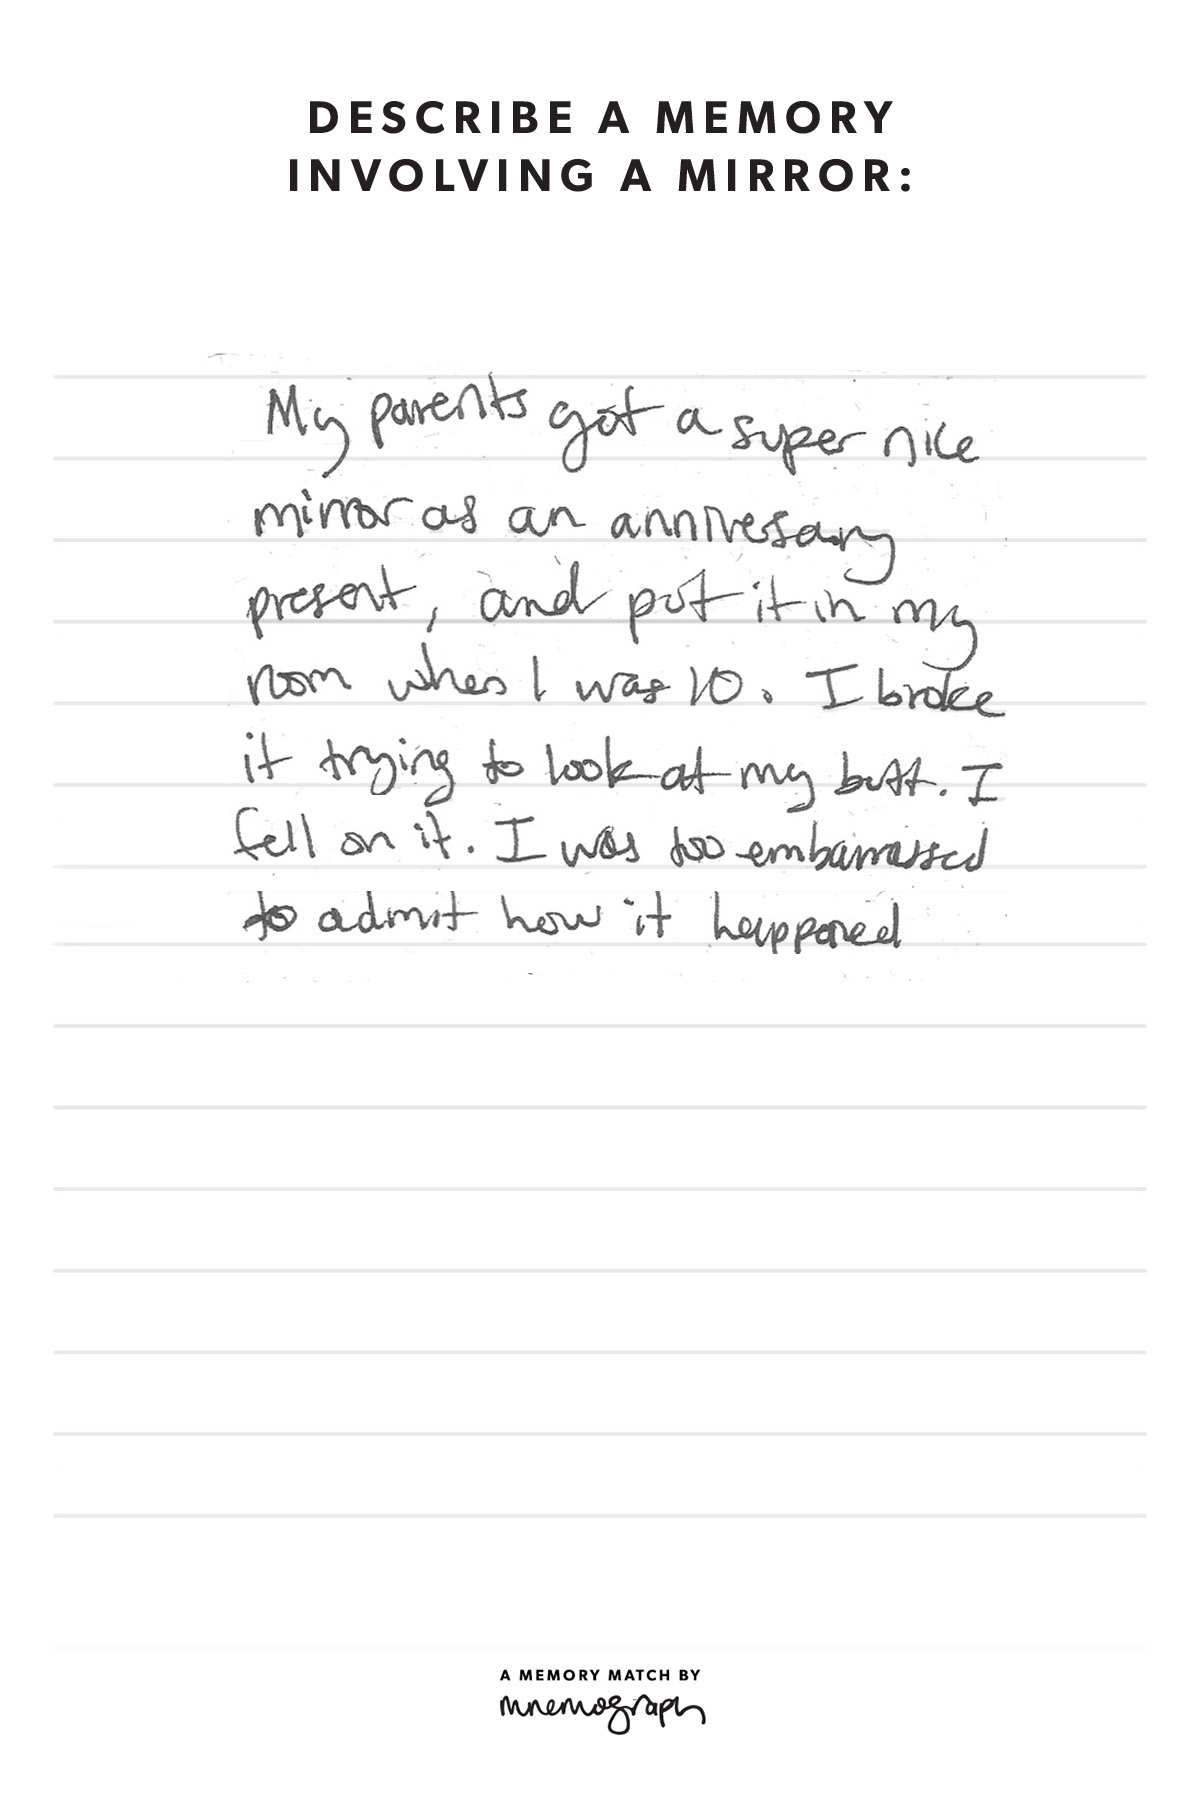 DESCRIBE A MEMORY
INVOLVING A MIRROR:
My parents got a super nice
mirror as an anniversary
present, and put it in my
room when I was 10. I broke
it trying to look at my butt. I
fell on it. I was too embarrassed
to admit how it happened
A MEMORY MATCH BY
mnemograph